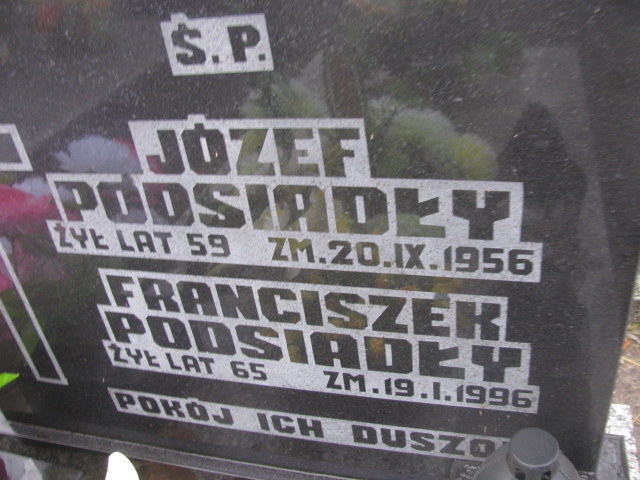 Ś.P.
JÓZEF
PODSIADŁY
ŻYŁ LAT 59 ZM.20.IX.1956
FRANCISZEK
PODSIADŁY
ŻYŁ LAT 65 ZM.19.I.1996
POKÓJ ICH DUSZO